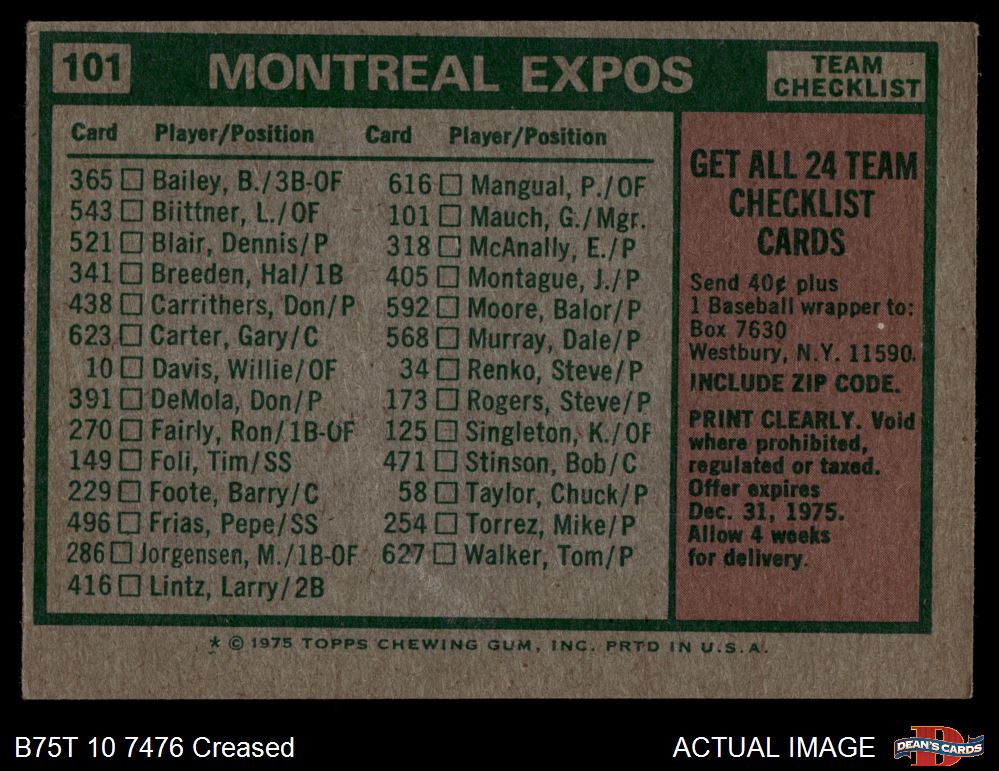 101
MONTREAL EXPOS
TEAM
CHECKLIST
Card Player/Position Card Player/Position
365 □ Bailey, B./3B-OF
543 □ Biittner, L./OF
521 □ Blair, Dennis/P
341 □ Breeden, Hal/1B
438 □ Carrithers, Don/P
623 □ Carter, Gary/C
10 □ Davis, Willie/OF
391 □ DeMola, Don/P
270 □ Fairly, Ron/1B-OF
149 □ Foli, Tim/SS
229 □ Foote, Barry/C
496 □ Frias, Pepe/SS
286 □ Jorgensen, M./1B-OF
416 □ Lintz, Larry/2B
616 □ Mangual, P./OF
101 □ Mauch, G./Mgr.
318 □ McAnally, E./P
405 □ Montague, J./P
592 □ Moore, Balor/P
568 □ Murray, Dale/P
34 □ Renko, Steve/P
173 □ Rogers, Steve/P
125 □ Singleton, K./OF
471 □ Stinson, Bob/C
58 □ Taylor, Chuck/P
254 □ Torrez, Mike/P
627 □ Walker, Tom/P
GET ALL 24 TEAM
CHECKLIST
CARDS
Send 40¢ plus
1 Baseball wrapper to:
Box 7630
Westbury, N.Y. 11590.
INCLUDE ZIP CODE.
PRINT CLEARLY. Void
where prohibited,
regulated or taxed.
Offer expires
Dec. 31, 1975.
Allow 4 weeks
for delivery.
* © 1975 TOPPS CHEWING GUM, INC. PRTD IN U.S.A.
B75T 10 7476 Creased
ACTUAL IMAGE
DEAN'S CARDS